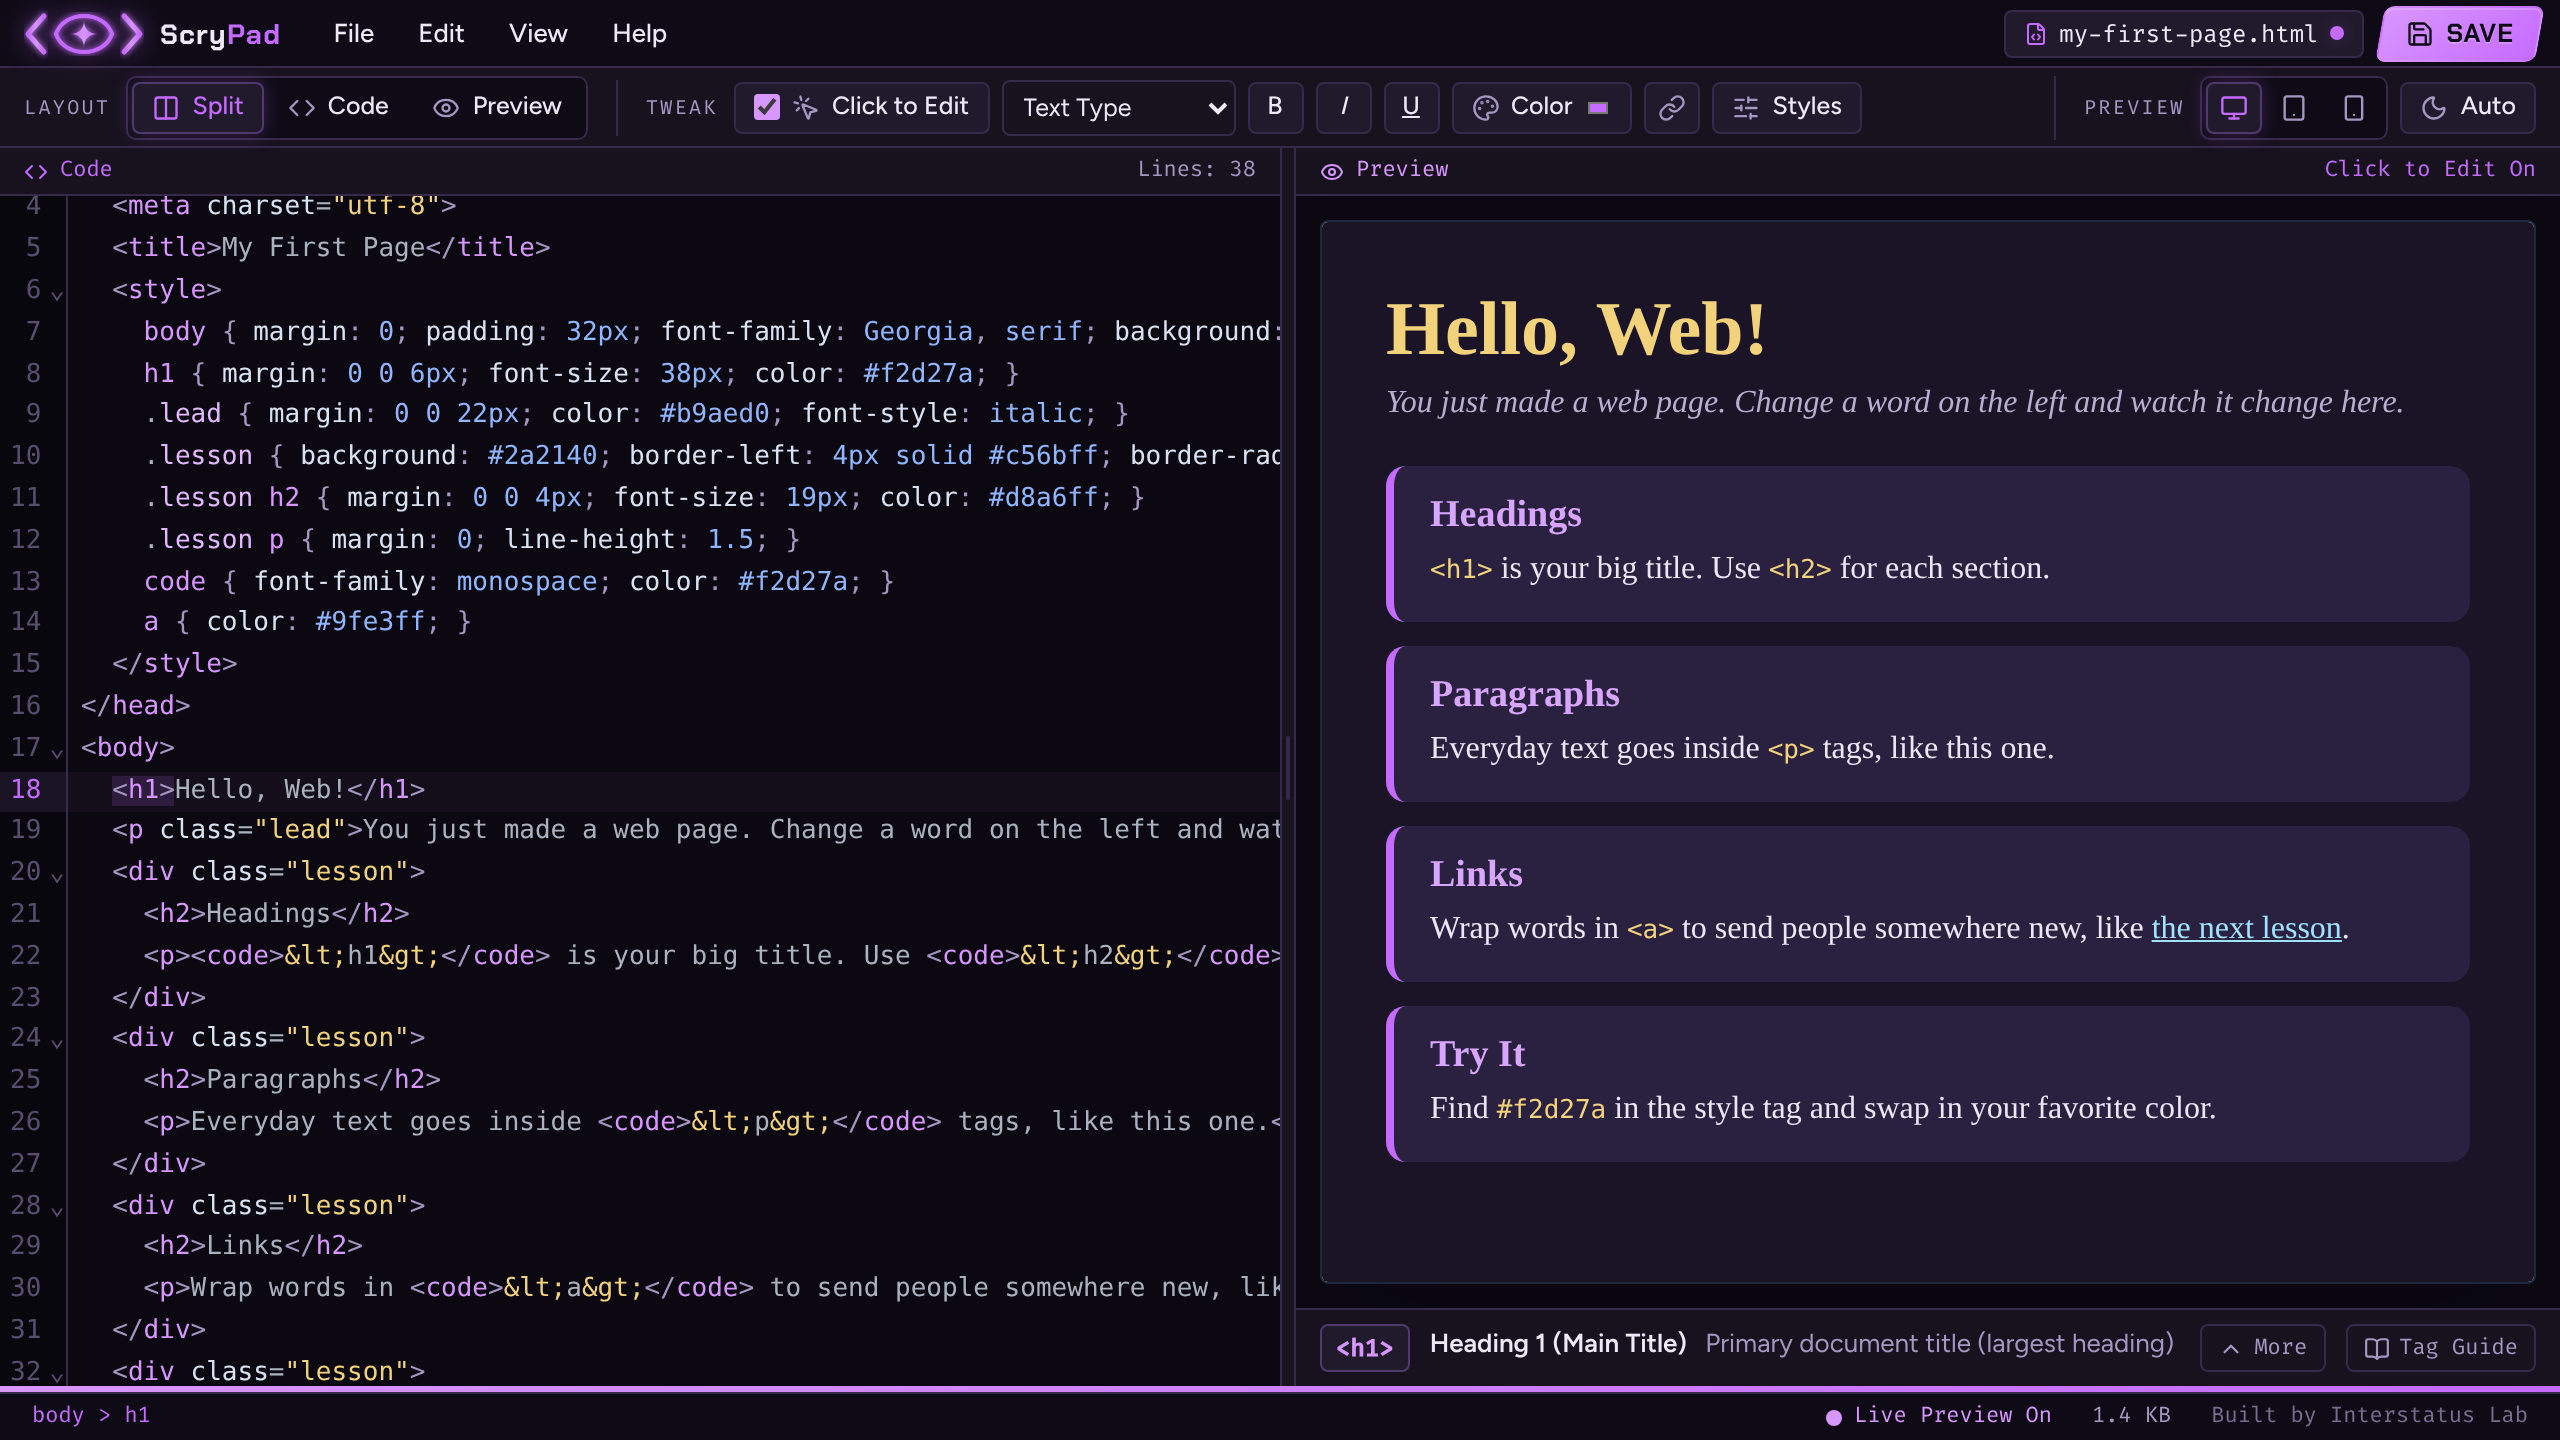 ScryPad File Edit View Help my-first-page.html SAVE
LAYOUT Split Code Preview TWEAK Click to Edit Text Type B I U Color Styles PREVIEW Auto
Code Lines: 38
4 <meta charset="utf-8">
5 <title>My First Page</title>
6 <style>
7 body { margin: 0; padding: 32px; font-family: Georgia, serif; background:
8 h1 { margin: 0 0 6px; font-size: 38px; color: #f2d27a; }
9 .lead { margin: 0 0 22px; color: #b9aed0; font-style: italic; }
10 .lesson { background: #2a2140; border-left: 4px solid #c56bff; border-rad
11 .lesson h2 { margin: 0 0 4px; font-size: 19px; color: #d8a6ff; }
12 .lesson p { margin: 0; line-height: 1.5; }
13 code { font-family: monospace; color: #f2d27a; }
14 a { color: #9fe3ff; }
15 </style>
16 </head>
17 <body>
18 <h1>Hello, Web!</h1>
19 <p class="lead">You just made a web page. Change a word on the left and wat
20 <div class="lesson">
21 <h2>Headings</h2>
22 <p><code>&lt;h1&gt;</code> is your big title. Use <code>&lt;h2&gt;</code>
23 </div>
24 <div class="lesson">
25 <h2>Paragraphs</h2>
26 <p>Everyday text goes inside <code>&lt;p&gt;</code> tags, like this one.<
27 </div>
28 <div class="lesson">
29 <h2>Links</h2>
30 <p>Wrap words in <code>&lt;a&gt;</code> to send people somewhere new, lik
31 </div>
32 <div class="lesson">
Preview Click to Edit On
Hello, Web!
You just made a web page. Change a word on the left and watch it change here.
Headings
<h1> is your big title. Use <h2> for each section.
Paragraphs
Everyday text goes inside <p> tags, like this one.
Links
Wrap words in <a> to send people somewhere new, like the next lesson.
Try It
Find #f2d27a in the style tag and swap in your favorite color.
<h1> Heading 1 (Main Title) Primary document title (largest heading) More Tag Guide
body > h1 Live Preview On 1.4 KB Built by Interstatus Lab